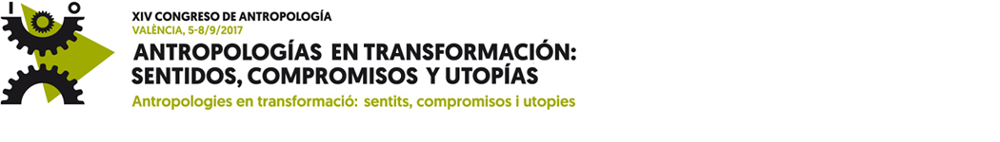 I O
XIV CONGRESO DE ANTROPOLOGÍA
VALÈNCIA, 5-8/9/2017
ANTROPOLOGÍAS EN TRANSFORMACIÓN:
SENTIDOS, COMPROMISOS Y UTOPÍAS
Antropologies en transformació: sentits, compromisos i utopies